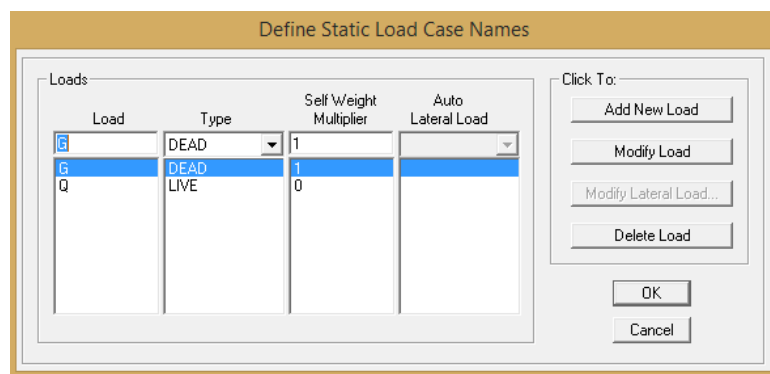 Define Static Load Case Names
Loads
Load Type Self Weight Multiplier Auto Lateral Load
G DEAD 1
G DEAD 1
Q LIVE 0
Click To:
Add New Load
Modify Load
Modify Lateral Load...
Delete Load
OK
Cancel